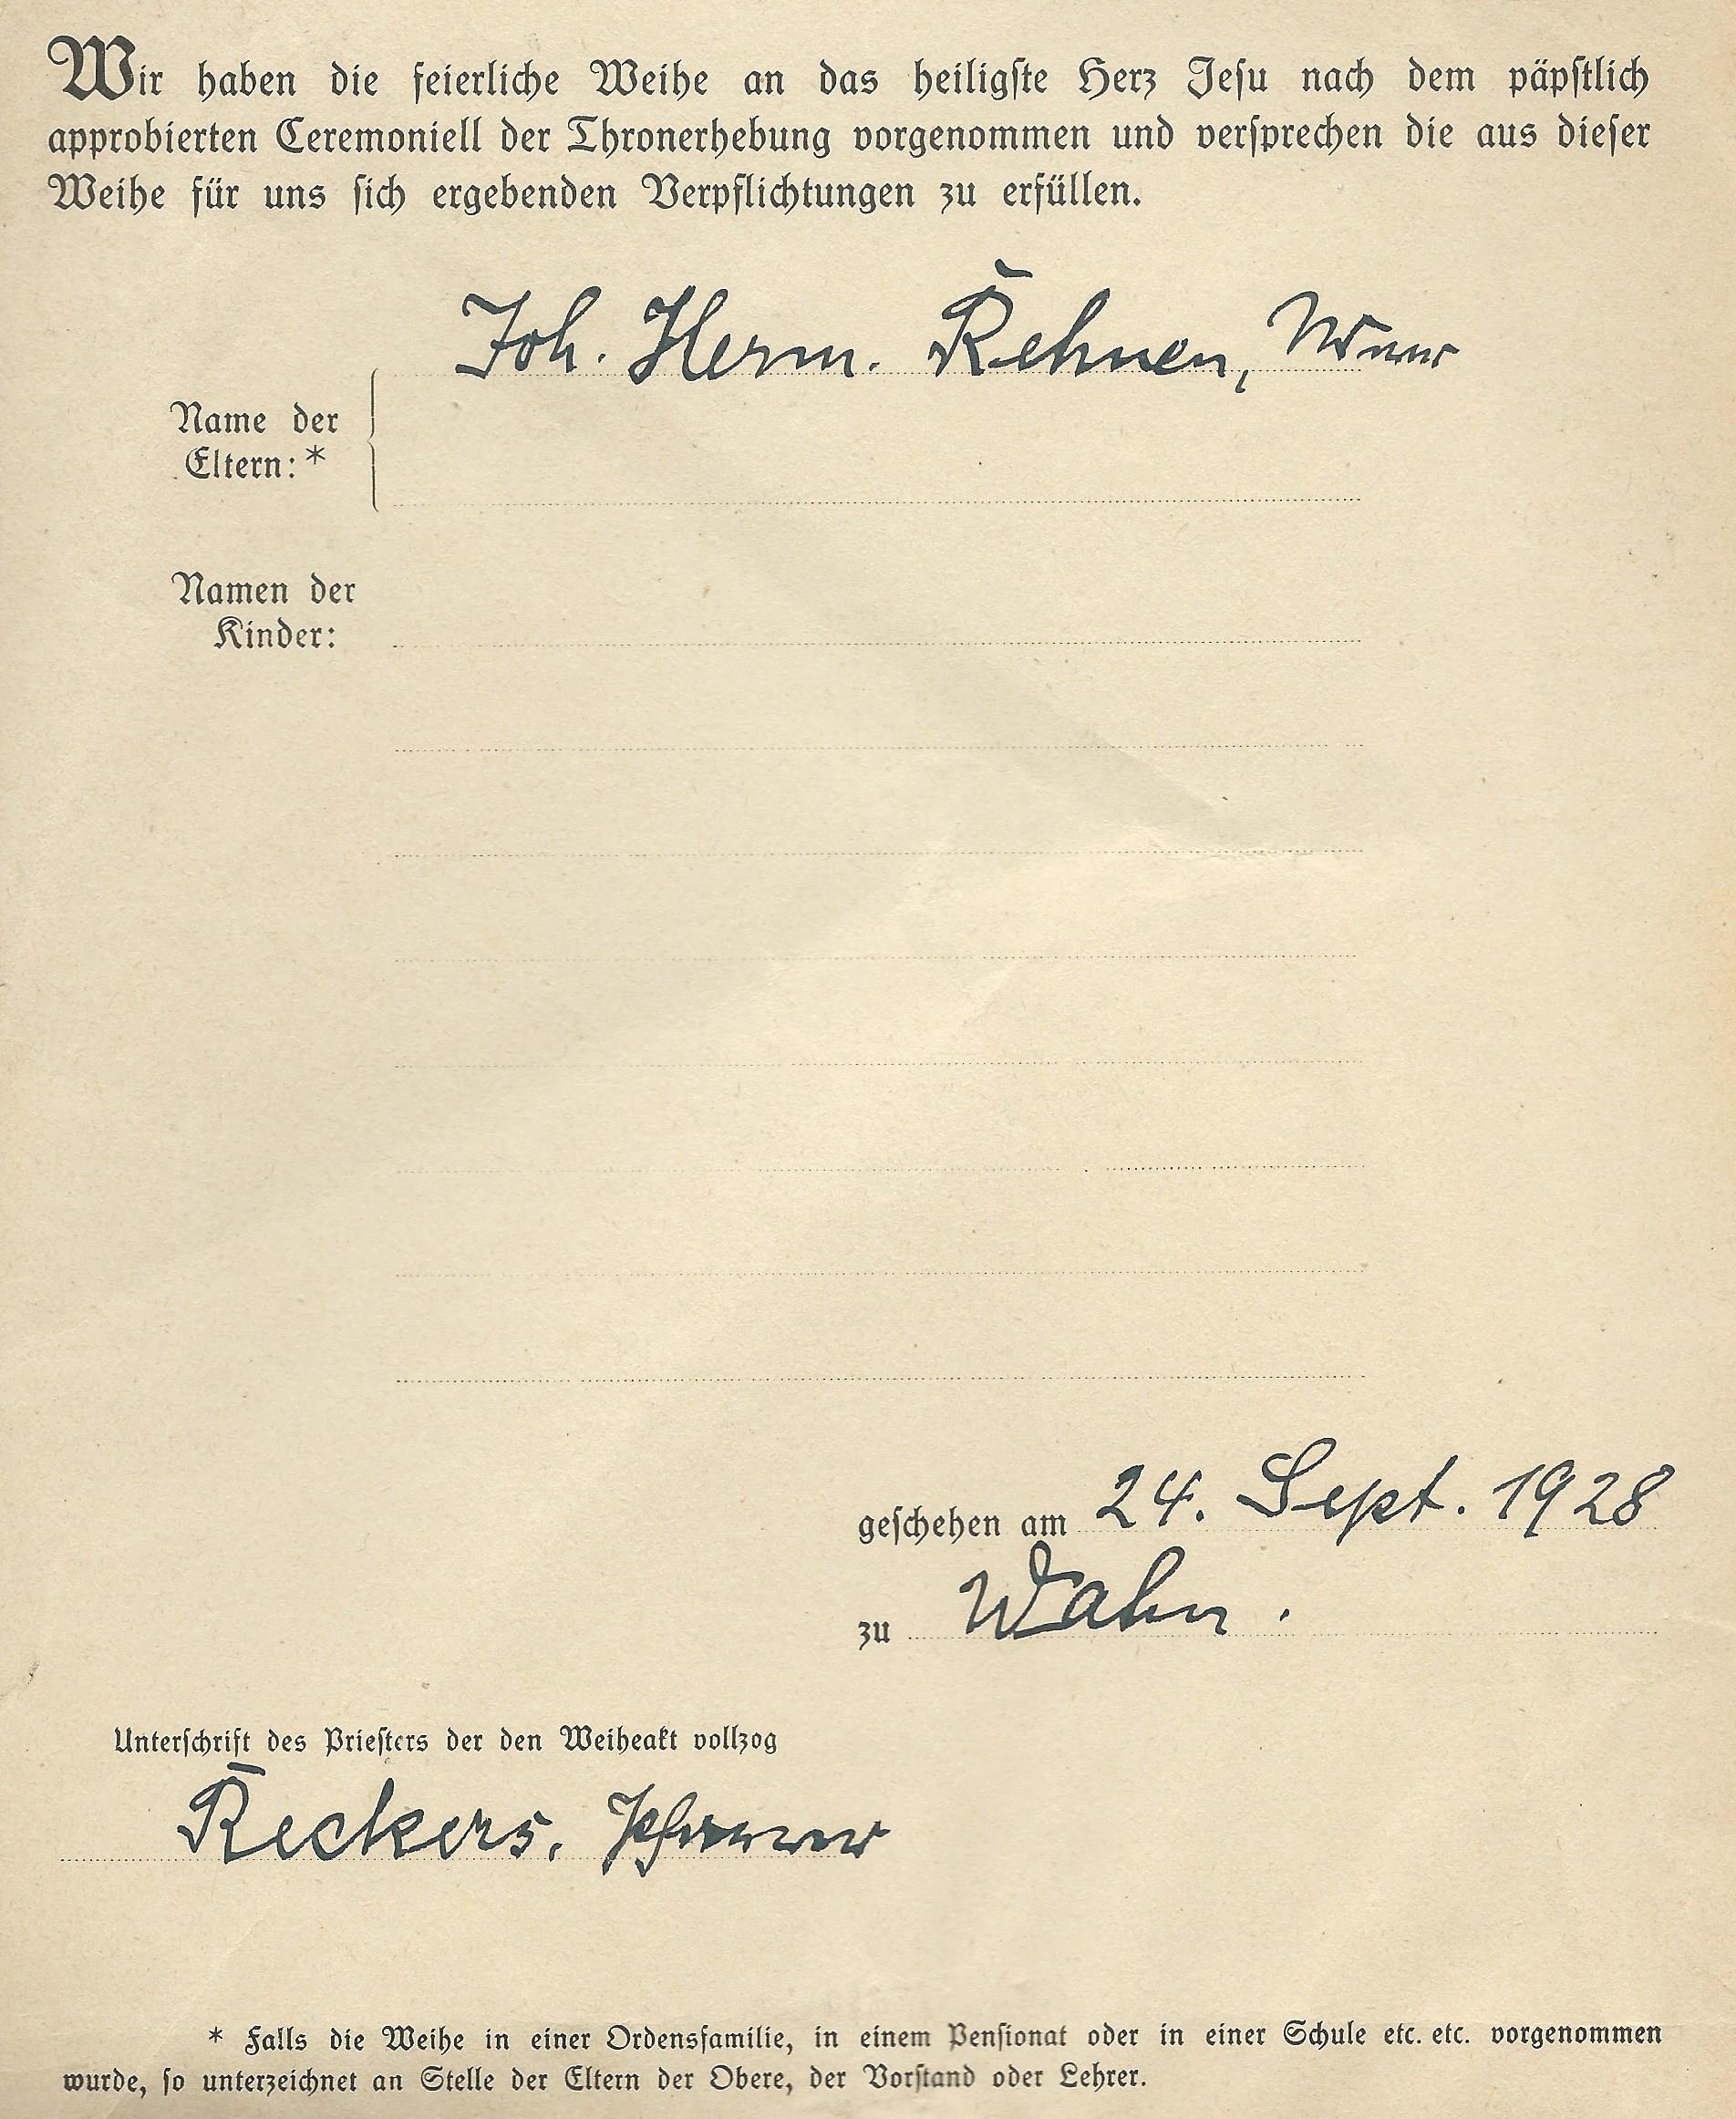 Wir haben die feierliche Weihe an das heiligste Herz Jesu nach dem päpstlich
approbierten Ceremoniell der Thronerhebung vorgenommen und versprechen die aus dieser
Weihe für uns sich ergebenden Verpflichtungen zu erfüllen.
Joh. Herm. Rehnen,
Name der
Eltern:*
Namen der
Kinder:
geschehen am 24. Sept. 1928
zu Wahn.
Unterschrift des Priesters der den Weiheakt vollzog
Reckers, Pfarrer
* Falls die Weihe in einer Ordensfamilie, in einem Pensionat oder in einer Schule etc. etc. vorgenommen
wurde, so unterzeichnet an Stelle der Eltern der Obere, der Vorstand oder Lehrer.